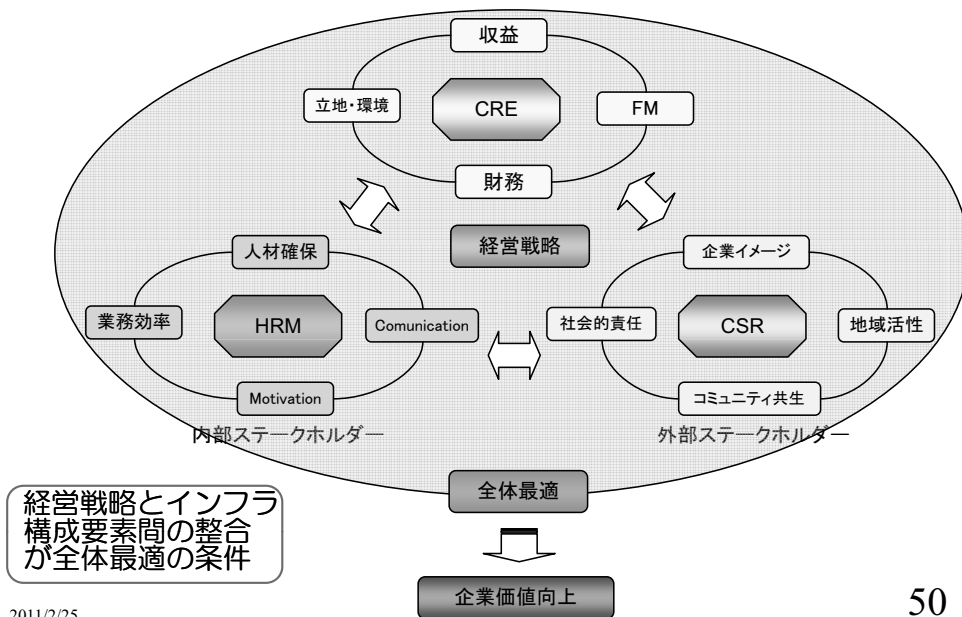 収益
立地・環境
CRE
FM
財務
経営戦略
人材確保
業務効率
HRM
Comunication
Motivation
内部ステークホルダー
企業イメージ
社会的責任
CSR
地域活性
コミュニティ共生
外部ステークホルダー
全体最適
経営戦略とインフラ
構成要素間の整合
が全体最適の条件
企業価値向上
2011/2/25
50